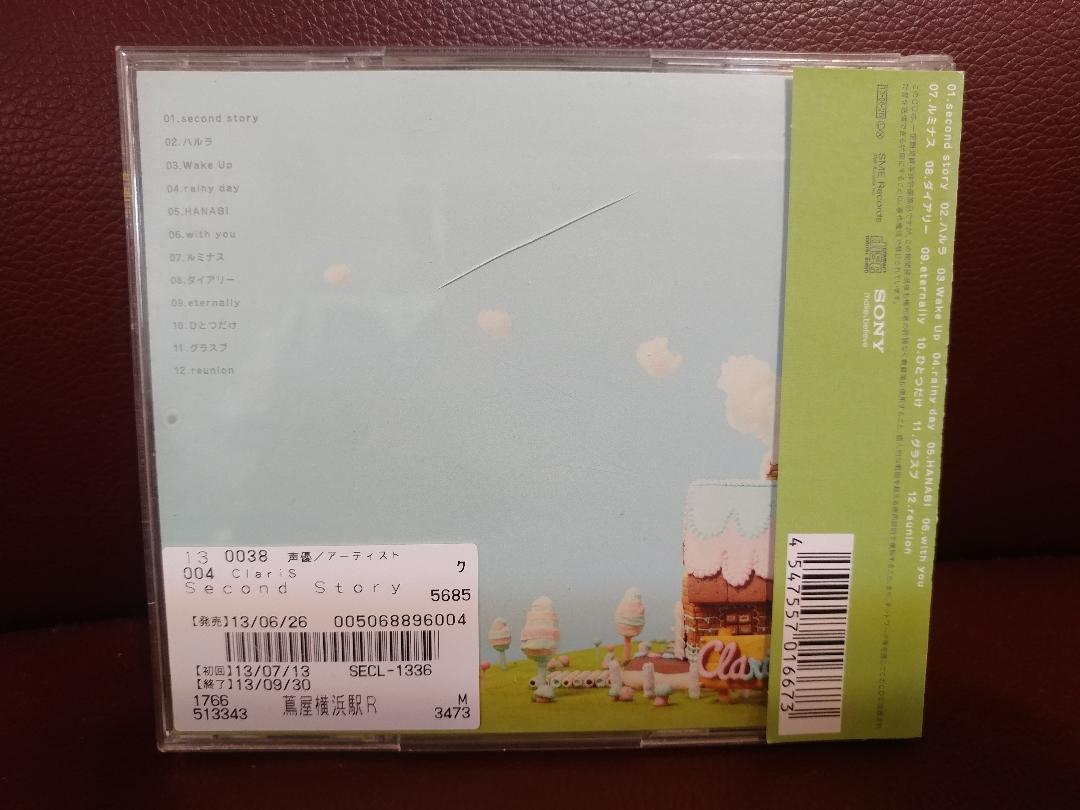 01.second story
02.ハルラ
03.Wake Up
04.rainy day
05.HANABI
06.with you
07.ルミナス
08.ダイアリー
09.eternally
10.ひとつだけ
11.グラスプ
12.reunion
13 0038 声優/アーティスト
004 ClariS ク
Second Story 5685
【発売】13/06/26 005068896004
【初回】13/07/13 SECL-1336
【終了】13/09/30
1766 蔦屋横浜駅R M
513343 3473
Claris
01.second story 02.ハルラ 03.Wake Up 04.rainy day 05.HANABI 06.with you
07.ルミナス 08.ダイアリー 09.eternally 10.ひとつだけ 11.グラスプ 12.reunion
SME Records
SONY
make.believe
4 547557 016673